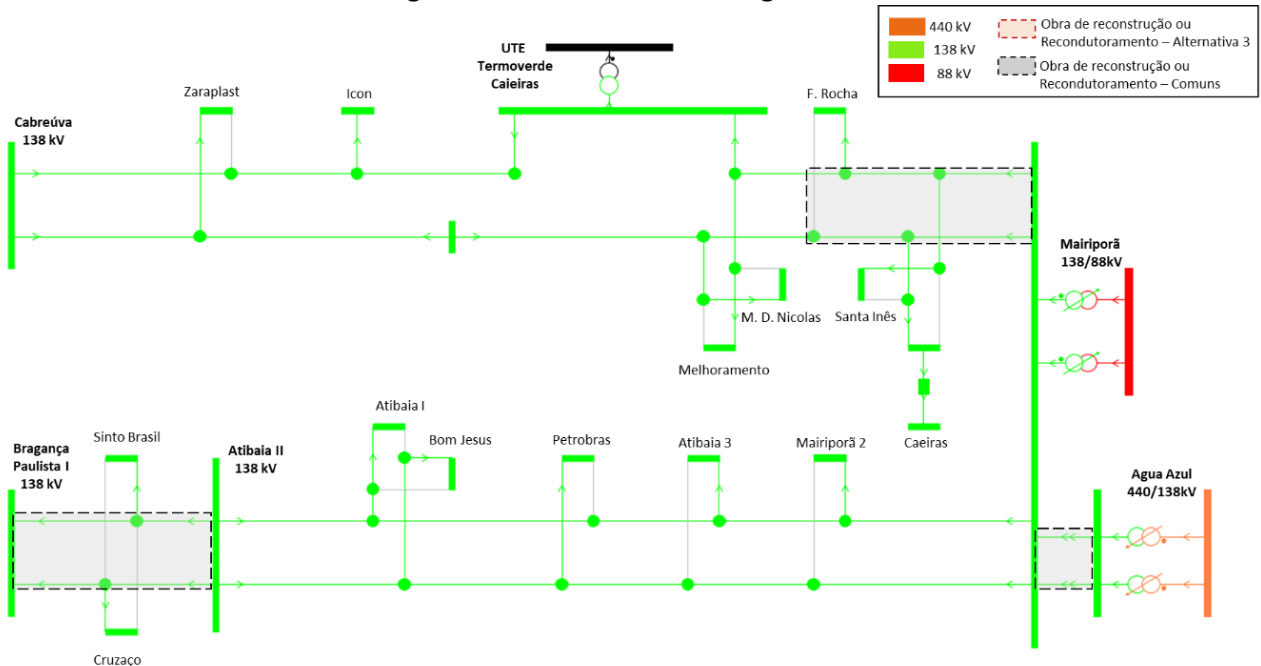 440 kV
138 kV
88 kV
Obra de reconstrução ou
Recondutoramento – Alternativa 3
Obra de reconstrução ou
Recondutoramento – Comuns
UTE
Termoverde
Caieiras
Zaraplast
Icon
F. Rocha
Cabreúva
138 kV
Mairiporã
138/88kV
M. D. Nicolas
Santa Inês
Melhoramento
Caeiras
Atibaia I
Bom Jesus
Petrobras
Atibaia 3
Mairiporã 2
Sinto Brasil
Bragança
Paulista I
138 kV
Atibaia II
138 kV
Agua Azul
440/138kV
Cruzaço